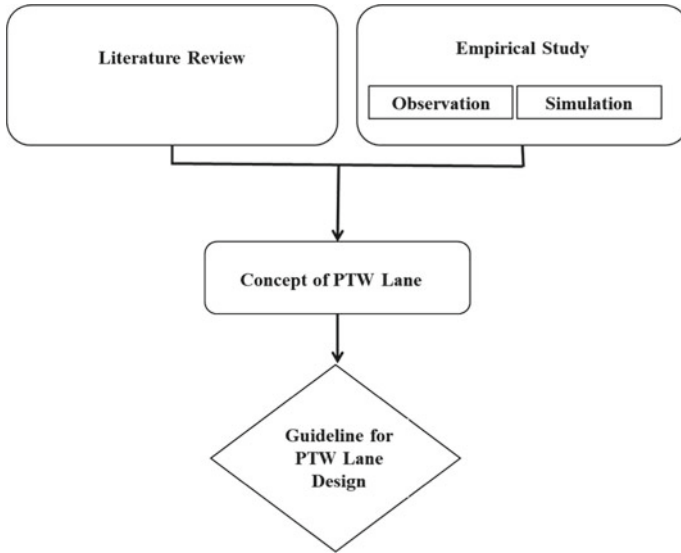 Literature Review
Empirical Study
Observation
Simulation
Concept of PTW Lane
Guideline for
PTW Lane
Design